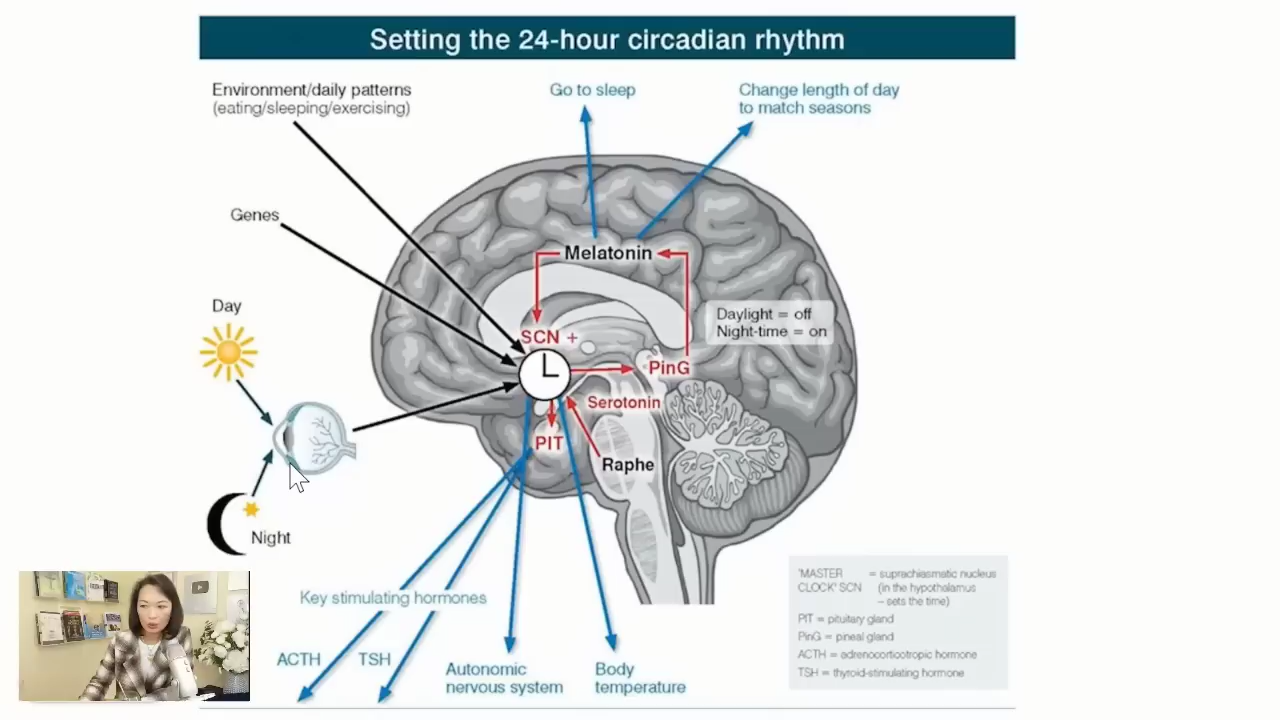 Setting the 24-hour circadian rhythm
Environment/daily patterns
(eating/sleeping/exercising)
Go to sleep
Change length of day
to match seasons
Genes
Melatonin
Day
Daylight = off
Night-time = on
SCN +
PinG
Serotonin
PIT
Raphe
Night
Key stimulating hormones
ACTH
TSH
Autonomic
nervous system
Body
temperature
'MASTER = suprachiasmatic nucleus
CLOCK' SCN (in the hypothalamus
– sets the time)
PIT = pituitary gland
PinG = pineal gland
ACTH = adrenocorticotropic hormone
TSH = thyroid-stimulating hormone